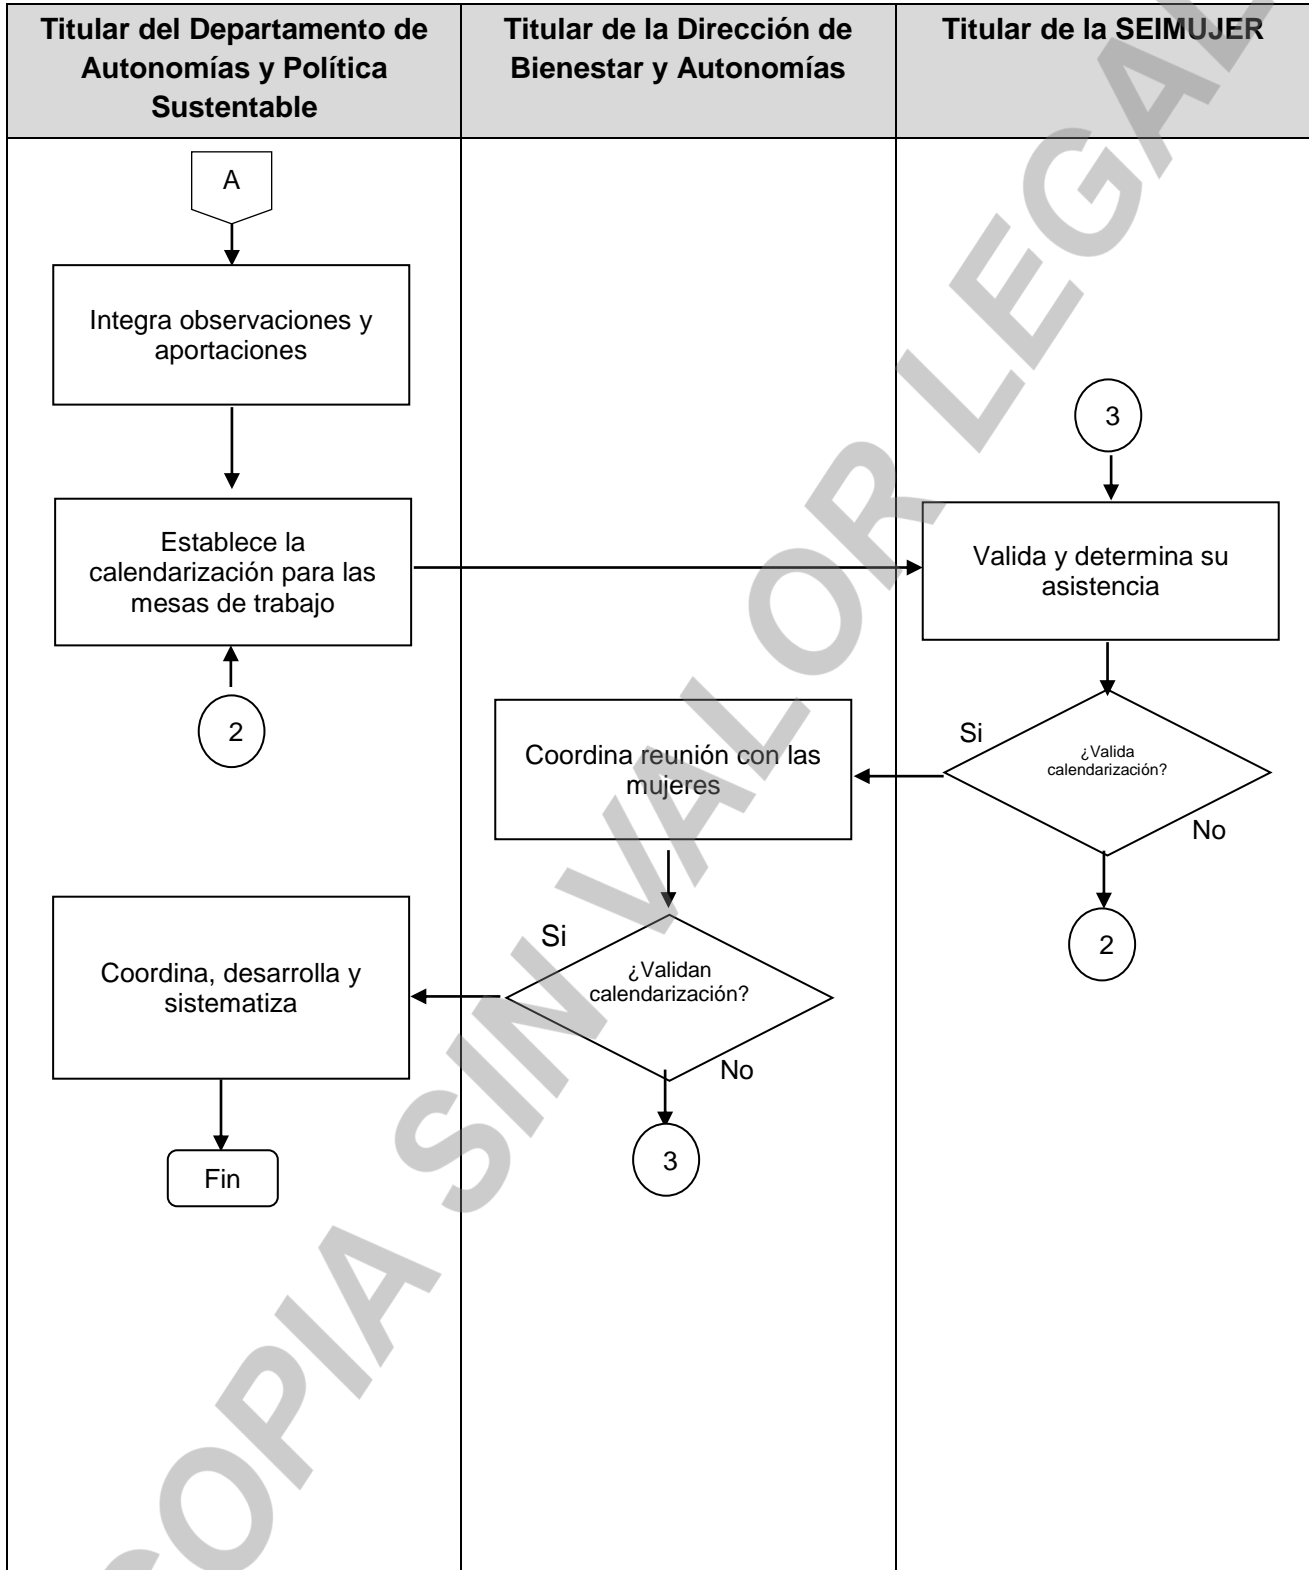 Titular del Departamento de
Autonomías y Política
Sustentable
Titular de la Dirección de
Bienestar y Autonomías
Titular de la SEIMUJER
A
Integra observaciones y
aportaciones
3
Establece la
calendarización para las
mesas de trabajo
Valida y determina su
asistencia
2
Coordina reunión con las
mujeres
Si
¿Valida
calendarización?
No
2
Coordina, desarrolla y
sistematiza
Si
¿Validan
calendarización?
No
3
Fin
COPIA SIN VALOR LEGAL